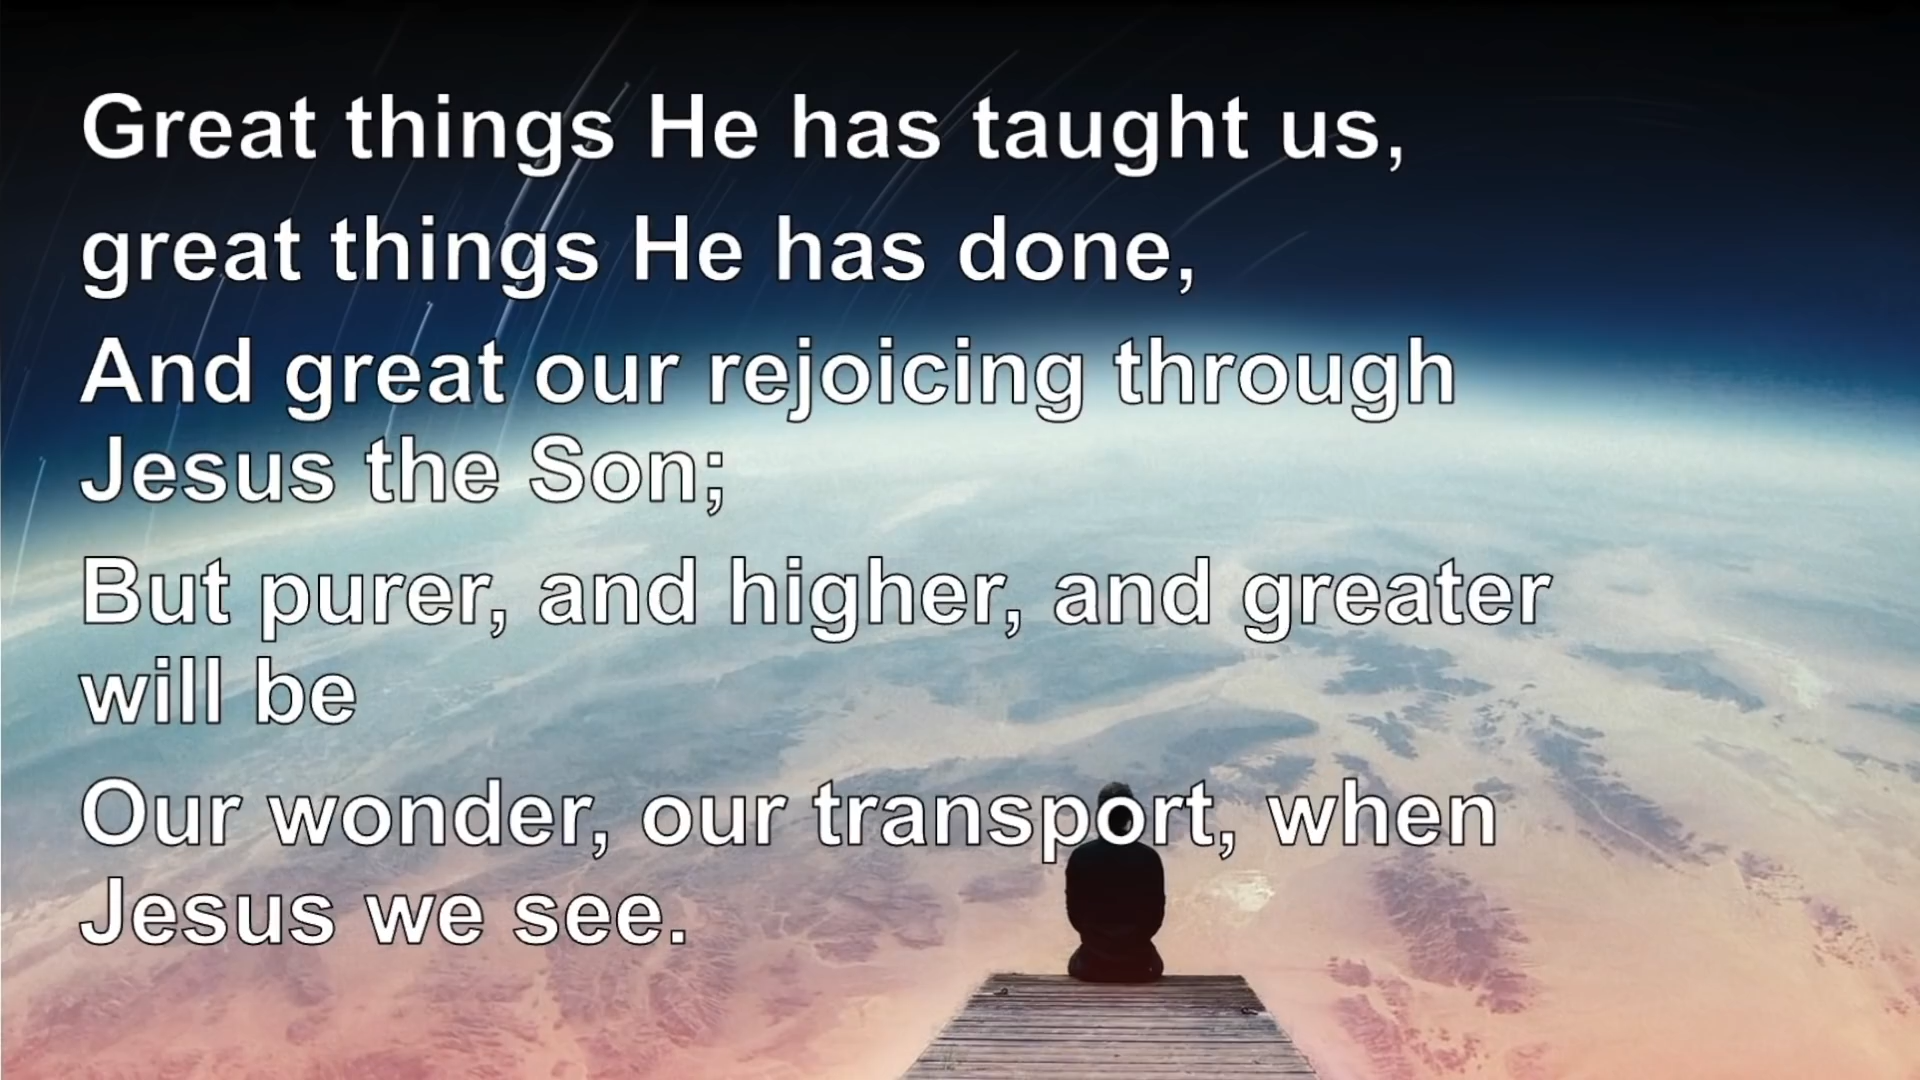 Great things He has taught us,
great things He has done,
And great our rejoicing through
Jesus the Son;
But purer, and higher, and greater
will be
Our wonder, our transport, when
Jesus we see.